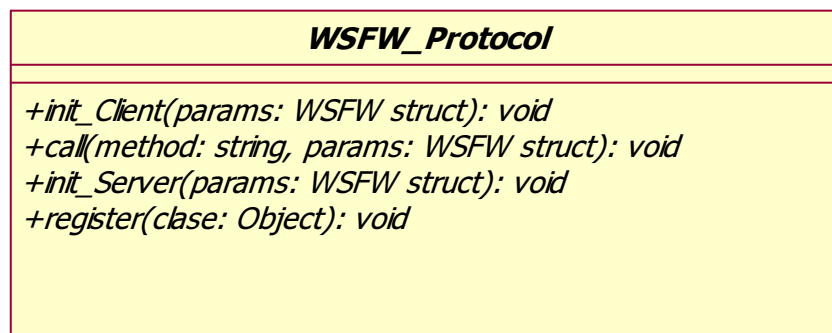 WSFW_Protocol
+init_Client(params: WSFW struct): void
+call(method: string, params: WSFW struct): void
+init_Server(params: WSFW struct): void
+register(clase: Object): void